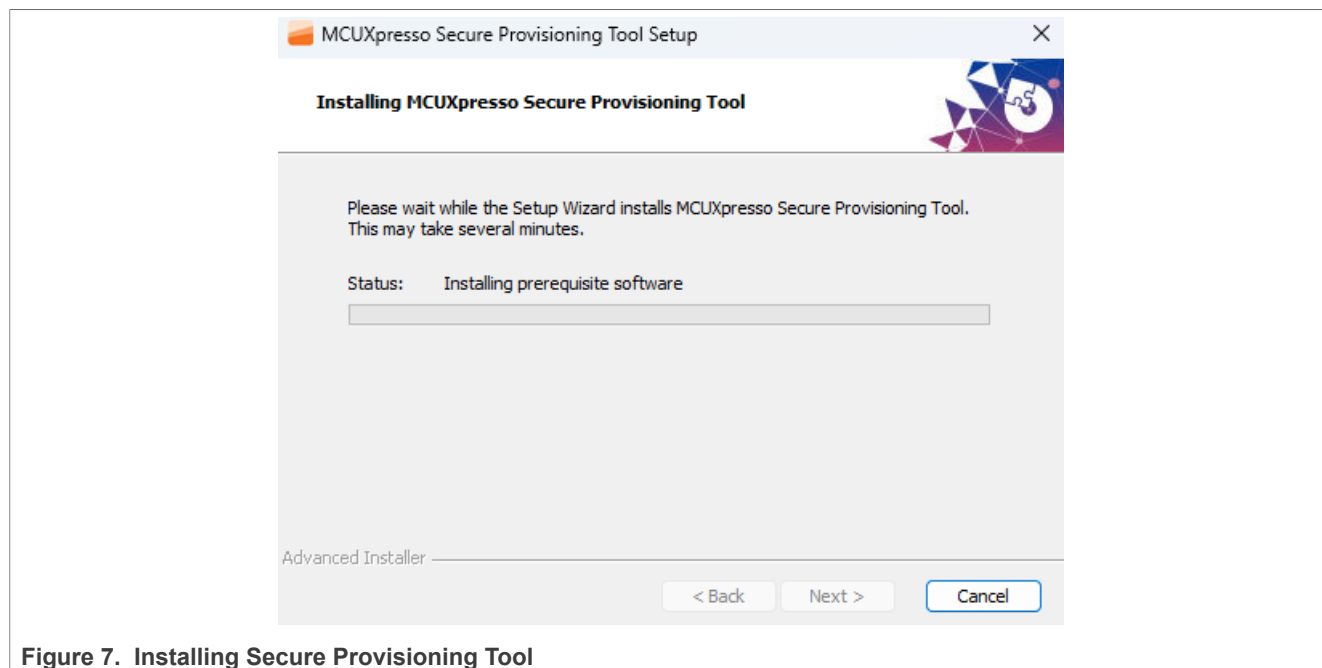 MCUXpresso Secure Provisioning Tool Setup
Installing MCUXpresso Secure Provisioning Tool
Please wait while the Setup Wizard installs MCUXpresso Secure Provisioning Tool.
This may take several minutes.
Status: Installing prerequisite software
Advanced Installer
< Back Next > Cancel
Figure 7. Installing Secure Provisioning Tool